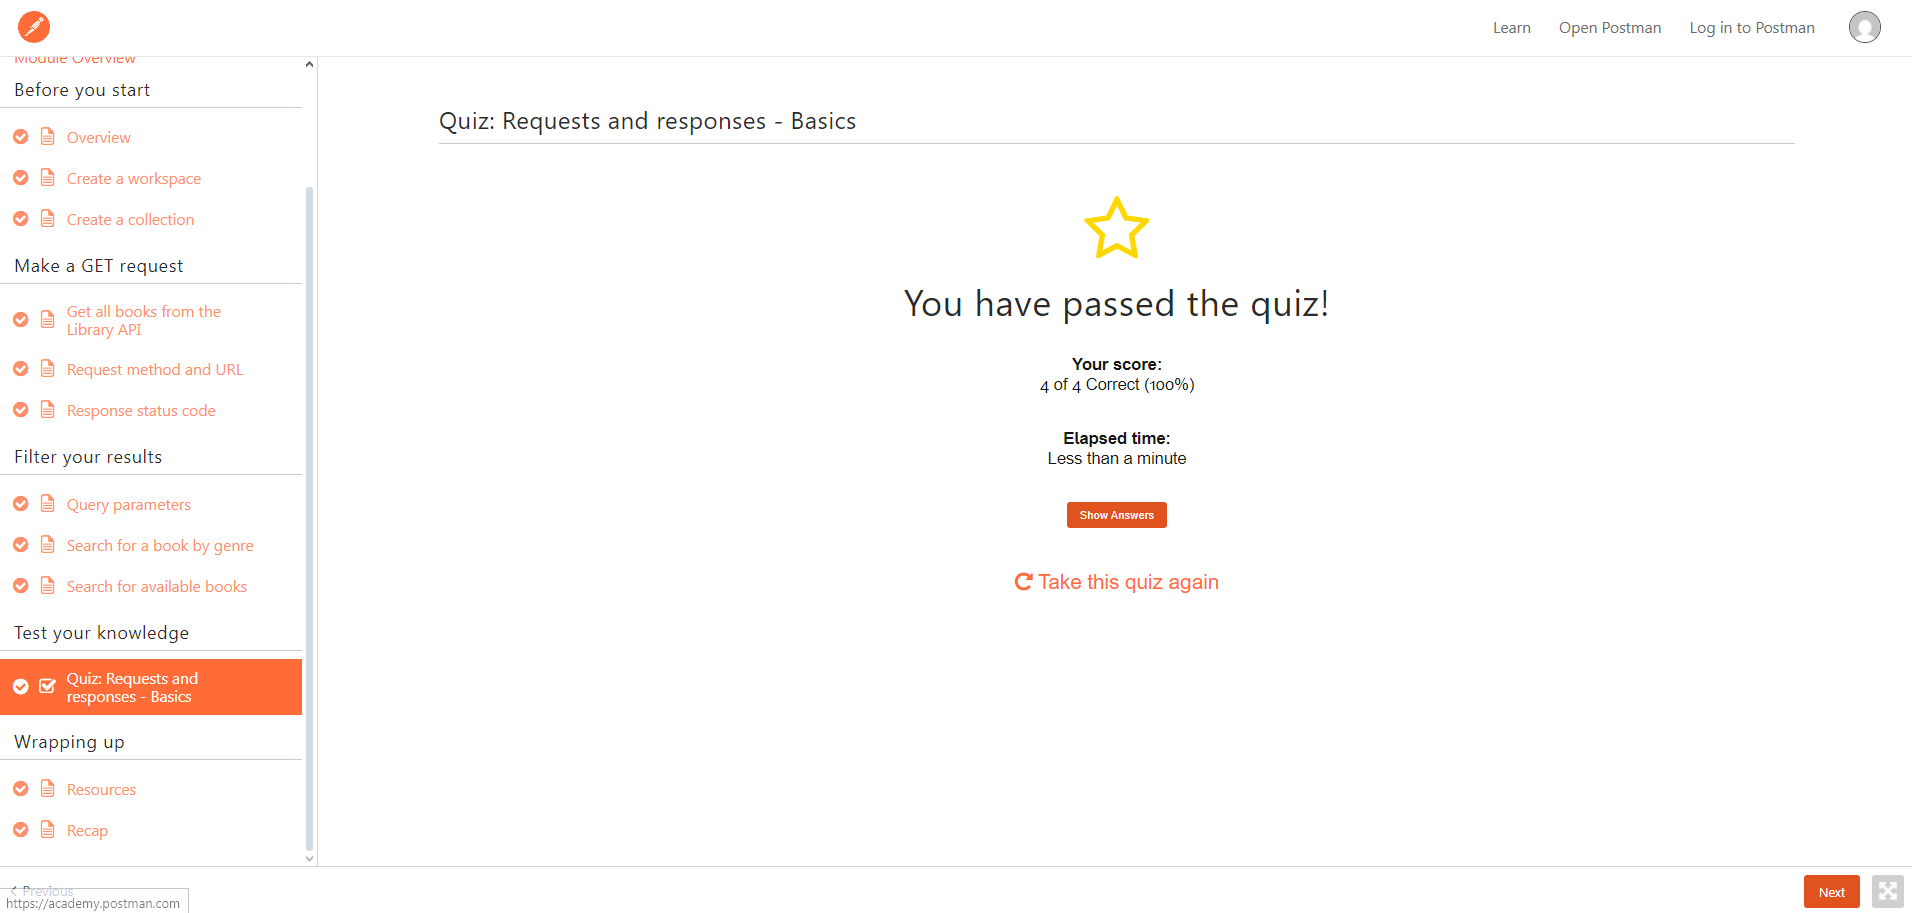 Learn
Open Postman
Log in to Postman
Module Overview
Before you start
Overview
Create a workspace
Create a collection
Make a GET request
Get all books from the
Library API
Request method and URL
Response status code
Filter your results
Query parameters
Search for a book by genre
Search for available books
Test your knowledge
Quiz: Requests and
responses - Basics
Wrapping up
Resources
Recap
Quiz: Requests and responses - Basics
You have passed the quiz!
Your score:
4 of 4 Correct (100%)
Elapsed time:
Less than a minute
Show Answers
Take this quiz again
Previous
https://academy.postman.com
Next